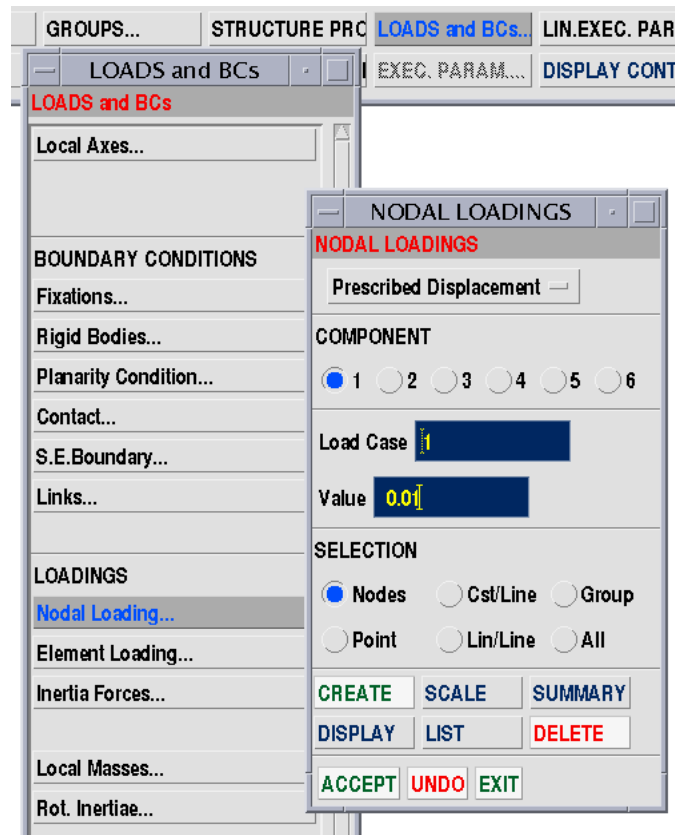 GROUPS... STRUCTURE PRO LOADS and BCs... LIN.EXEC. PAR
EXEC. PARAM.... DISPLAY CONT
LOADS and BCs
LOADS and BCs
Local Axes...
BOUNDARY CONDITIONS
Fixations...
Rigid Bodies...
Planarity Condition...
Contact...
S.E.Boundary...
Links...
LOADINGS
Nodal Loading...
Element Loading...
Inertia Forces...
Local Masses...
Rot. Inertiae...
NODAL LOADINGS
NODAL LOADINGS
Prescribed Displacement
COMPONENT
1 2 3 4 5 6
Load Case 1
Value 0.01
SELECTION
Nodes Cst/Line Group
Point Lin/Line All
CREATE SCALE SUMMARY
DISPLAY LIST DELETE
ACCEPT UNDO EXIT